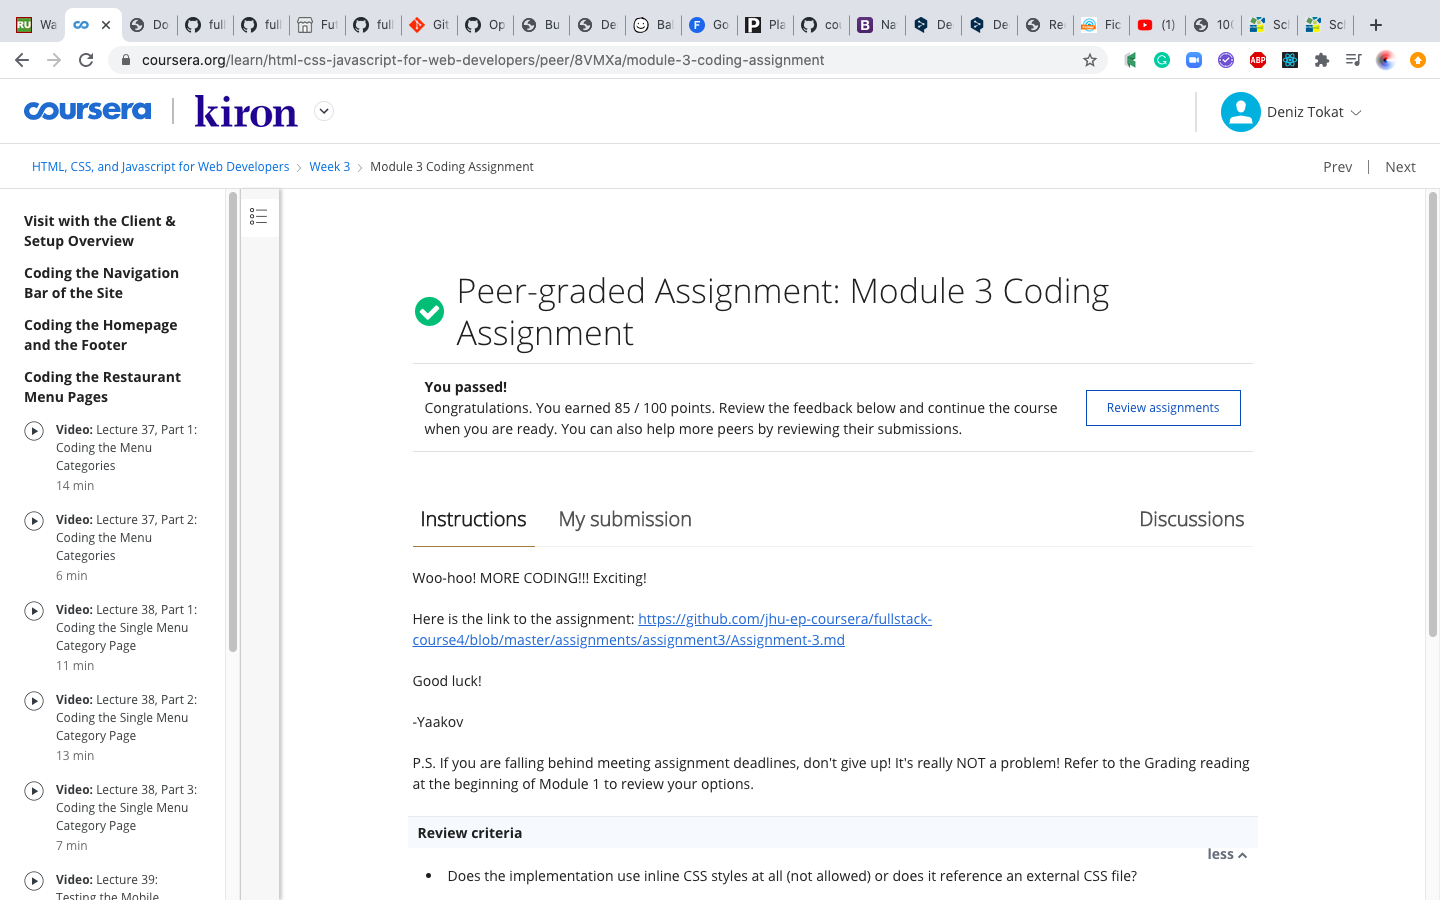 RU Wa
Do
full
full
Fut
Git
Op
Bu
De
Bal
F Go
P Pla
cou
B Na
De
De
Re
Fic
(1)
10
Scl
Scl
coursera.org/learn/html-css-javascript-for-web-developers/peer/8VMXa/module-3-coding-assignment
ABP
coursera
kiron
Deniz Tokat
HTML, CSS, and Javascript for Web Developers
Week 3
Module 3 Coding Assignment
Prev
Next
Visit with the Client &
Setup Overview
Coding the Navigation
Bar of the Site
Coding the Homepage
and the Footer
Coding the Restaurant
Menu Pages
Video: Lecture 37, Part 1:
Coding the Menu
Categories
14 min
Video: Lecture 37, Part 2:
Coding the Menu
Categories
6 min
Video: Lecture 38, Part 1:
Coding the Single Menu
Category Page
11 min
Video: Lecture 38, Part 2:
Coding the Single Menu
Category Page
13 min
Video: Lecture 38, Part 3:
Coding the Single Menu
Category Page
7 min
Video: Lecture 39:
Testing the Mobile
Peer-graded Assignment: Module 3 Coding
Assignment
You passed!
Congratulations. You earned 85 / 100 points. Review the feedback below and continue the course
when you are ready. You can also help more peers by reviewing their submissions.
Review assignments
Instructions
My submission
Discussions
Woo-hoo! MORE CODING!!! Exciting!
Here is the link to the assignment: https://github.com/jhu-ep-coursera/fullstack-
course4/blob/master/assignments/assignment3/Assignment-3.md
Good luck!
-Yaakov
P.S. If you are falling behind meeting assignment deadlines, don't give up! It's really NOT a problem! Refer to the Grading reading
at the beginning of Module 1 to review your options.
Review criteria
less
• Does the implementation use inline CSS styles at all (not allowed) or does it reference an external CSS file?